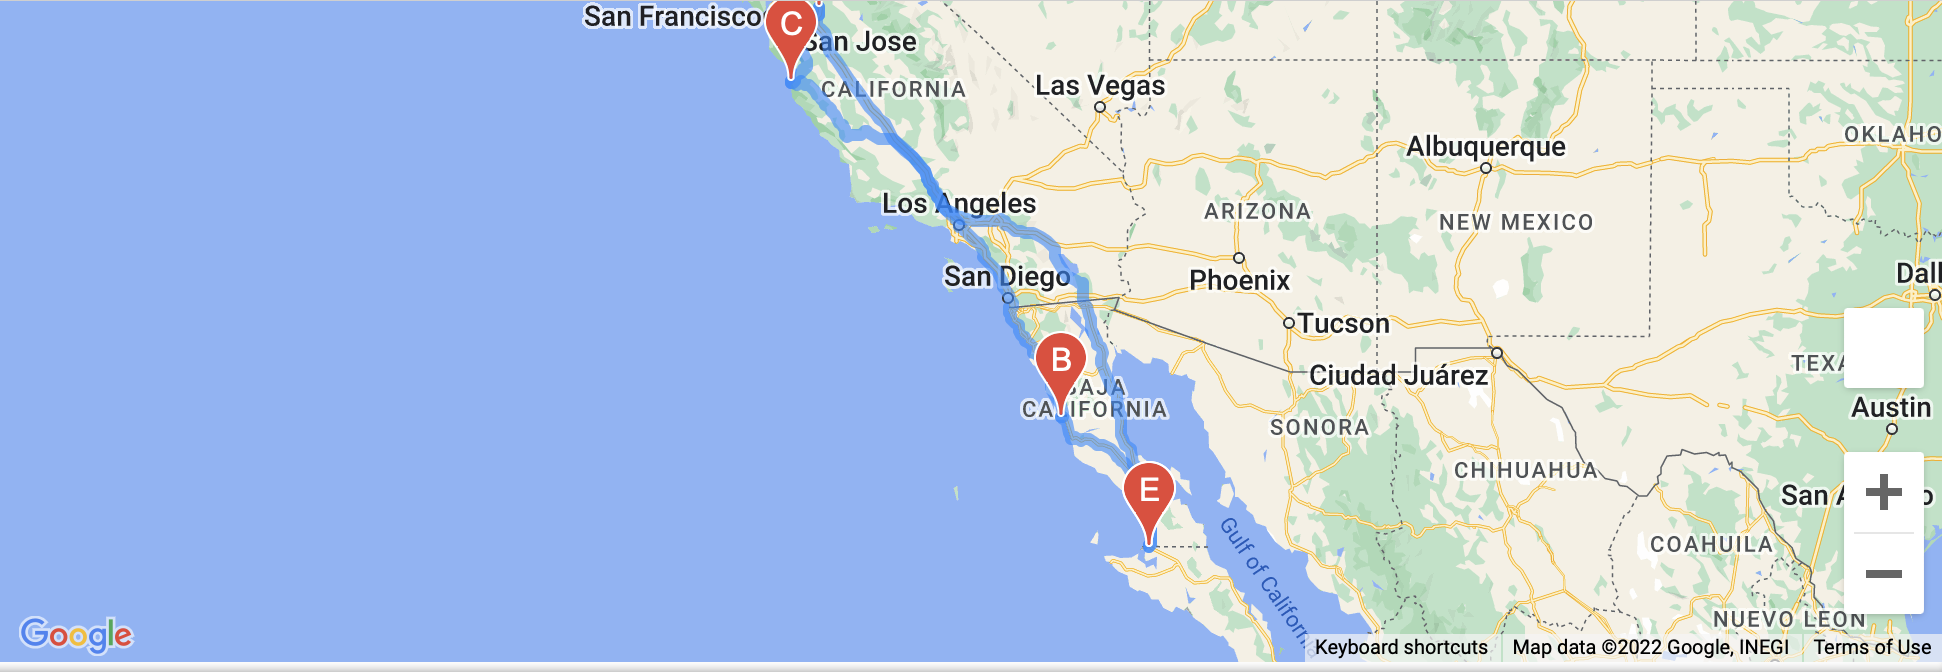 San Francisco
C
San Jose
CALIFORNIA
Las Vegas
OKLAHO
Albuquerque
Los Angeles
ARIZONA
NEW MEXICO
San Diego
Phoenix
Dall
Tucson
B
TEXA
Ciudad Juárez
BAJA
CALIFORNIA
Austin
SONORA
CHIHUAHUA
E
San A
o
Gulf of California
COAHUILA
NUEVO LEON
Google
Keyboard shortcuts
Map data ©2022 Google, INEGI
Terms of Use